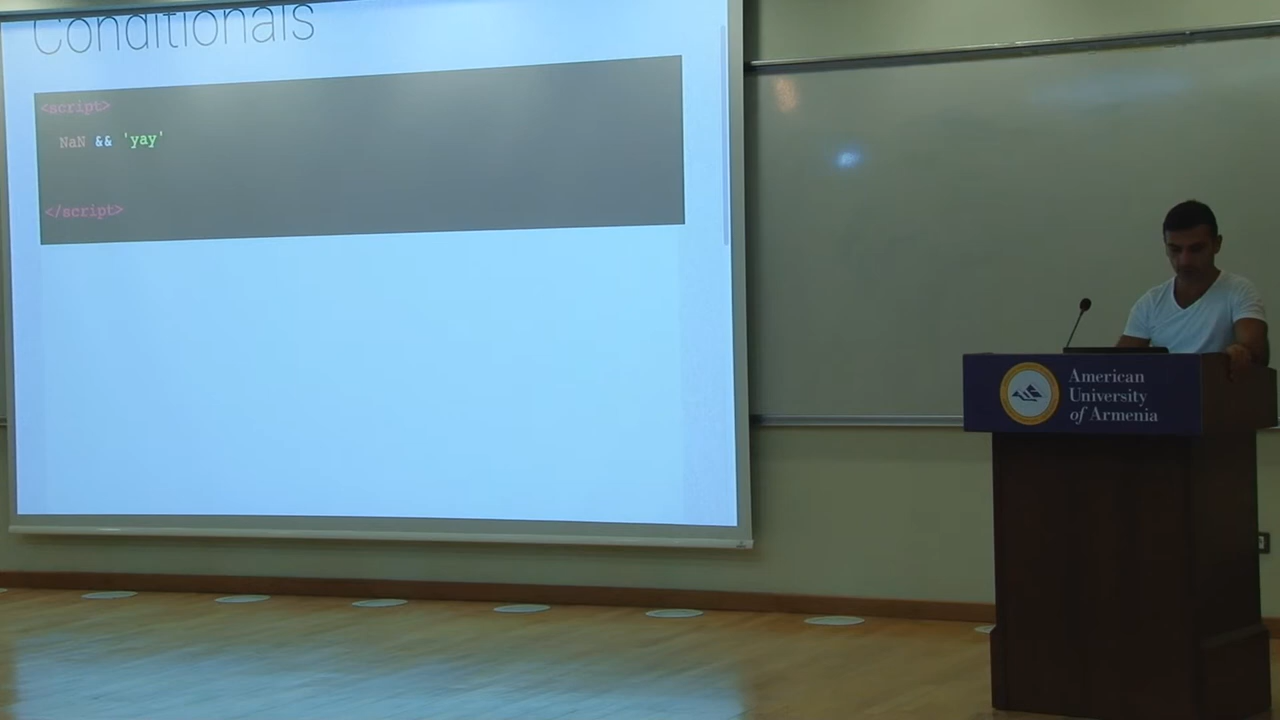 Conditionals
<script>
NaN && 'yay'
</script>
American
University
of Armenia